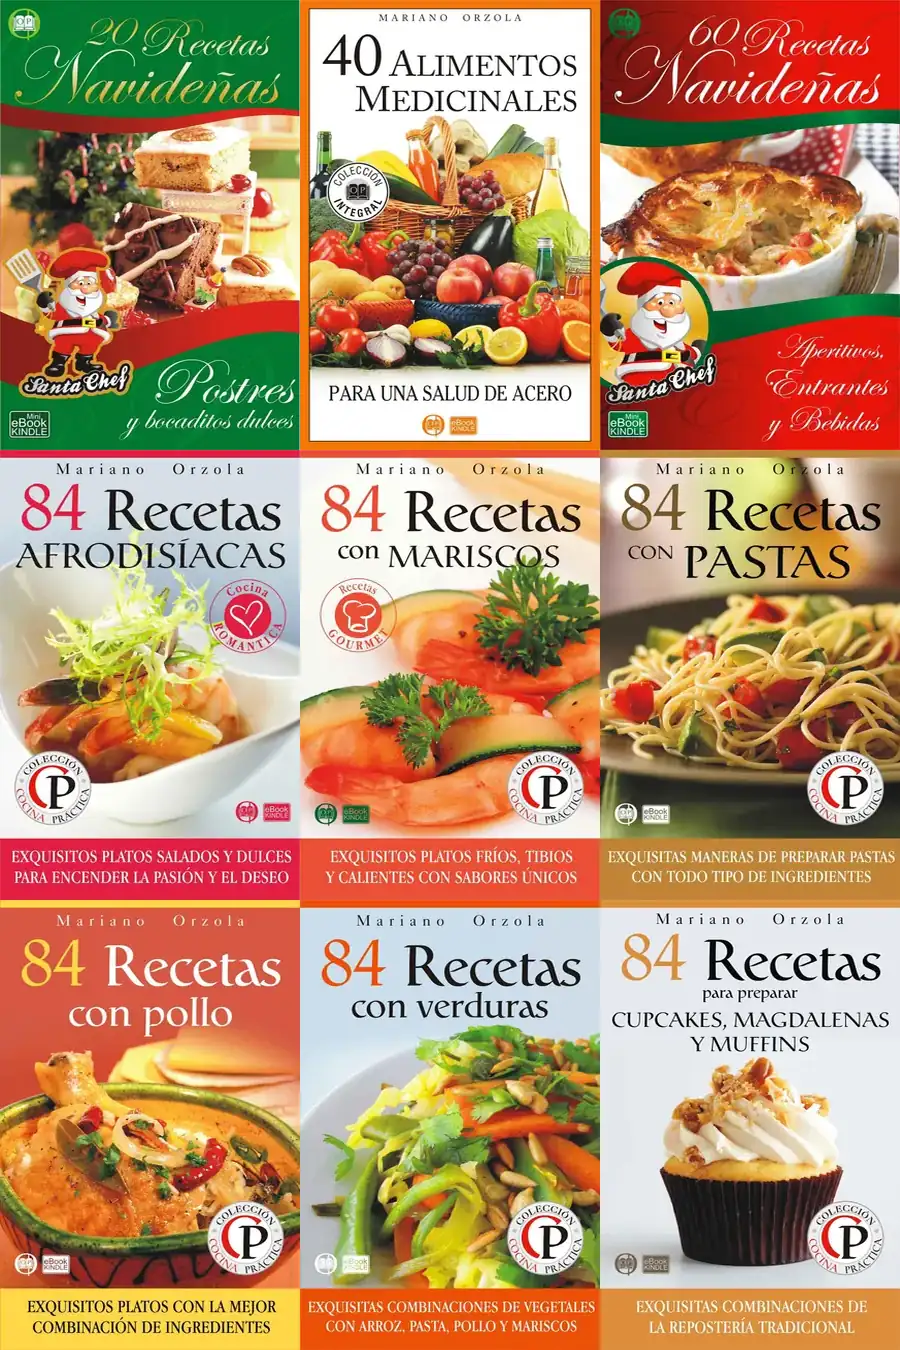 20 Recetas
Navideñas
Santa Chef
Postres
y bocaditos dulces
Mini
eBook
KINDLE
MARIANO ORZOLA
40 ALIMENTOS
MEDICINALES
COLECCIÓN
INTEGRAL
PARA UNA SALUD DE ACERO
eBook
KINDLE
60 Recetas
Navideñas
Santa Chef
Aperitivos,
Entrantes
y Bebidas
Mini
eBook
KINDLE
Mariano Orzola
84 Recetas
AFRODISÍACAS
Cocina
ROMÁNTICA
COLECCIÓN
CP
COCINA PRÁCTICA
eBook
KINDLE
EXQUISITOS PLATOS SALADOS Y DULCES
PARA ENCENDER LA PASIÓN Y EL DESEO
Mariano Orzola
84 Recetas
con MARISCOS
Recetas
GOURMET
COLECCIÓN
CP
COCINA PRÁCTICA
eBook
KINDLE
EXQUISITOS PLATOS FRÍOS, TIBIOS
Y CALIENTES CON SABORES ÚNICOS
Mariano Orzola
84 Recetas
CON PASTAS
COLECCIÓN
CP
COCINA PRÁCTICA
eBook
KINDLE
EXQUISITAS MANERAS DE PREPARAR PASTAS
CON TODO TIPO DE INGREDIENTES
Mariano Orzola
84 Recetas
con pollo
COLECCIÓN
CP
COCINA PRÁCTICA
eBook
KINDLE
EXQUISITOS PLATOS CON LA MEJOR
COMBINACIÓN DE INGREDIENTES
Mariano Orzola
84 Recetas
con verduras
COLECCIÓN
CP
COCINA PRÁCTICA
eBook
KINDLE
EXQUISITAS COMBINACIONES DE VEGETALES
CON ARROZ, PASTA, POLLO Y MARISCOS
Mariano Orzola
84 Recetas
para preparar
CUPCAKES, MAGDALENAS
Y MUFFINS
COLECCIÓN
CP
COCINA PRÁCTICA
eBook
KINDLE
EXQUISITAS COMBINACIONES DE
LA REPOSTERÍA TRADICIONAL